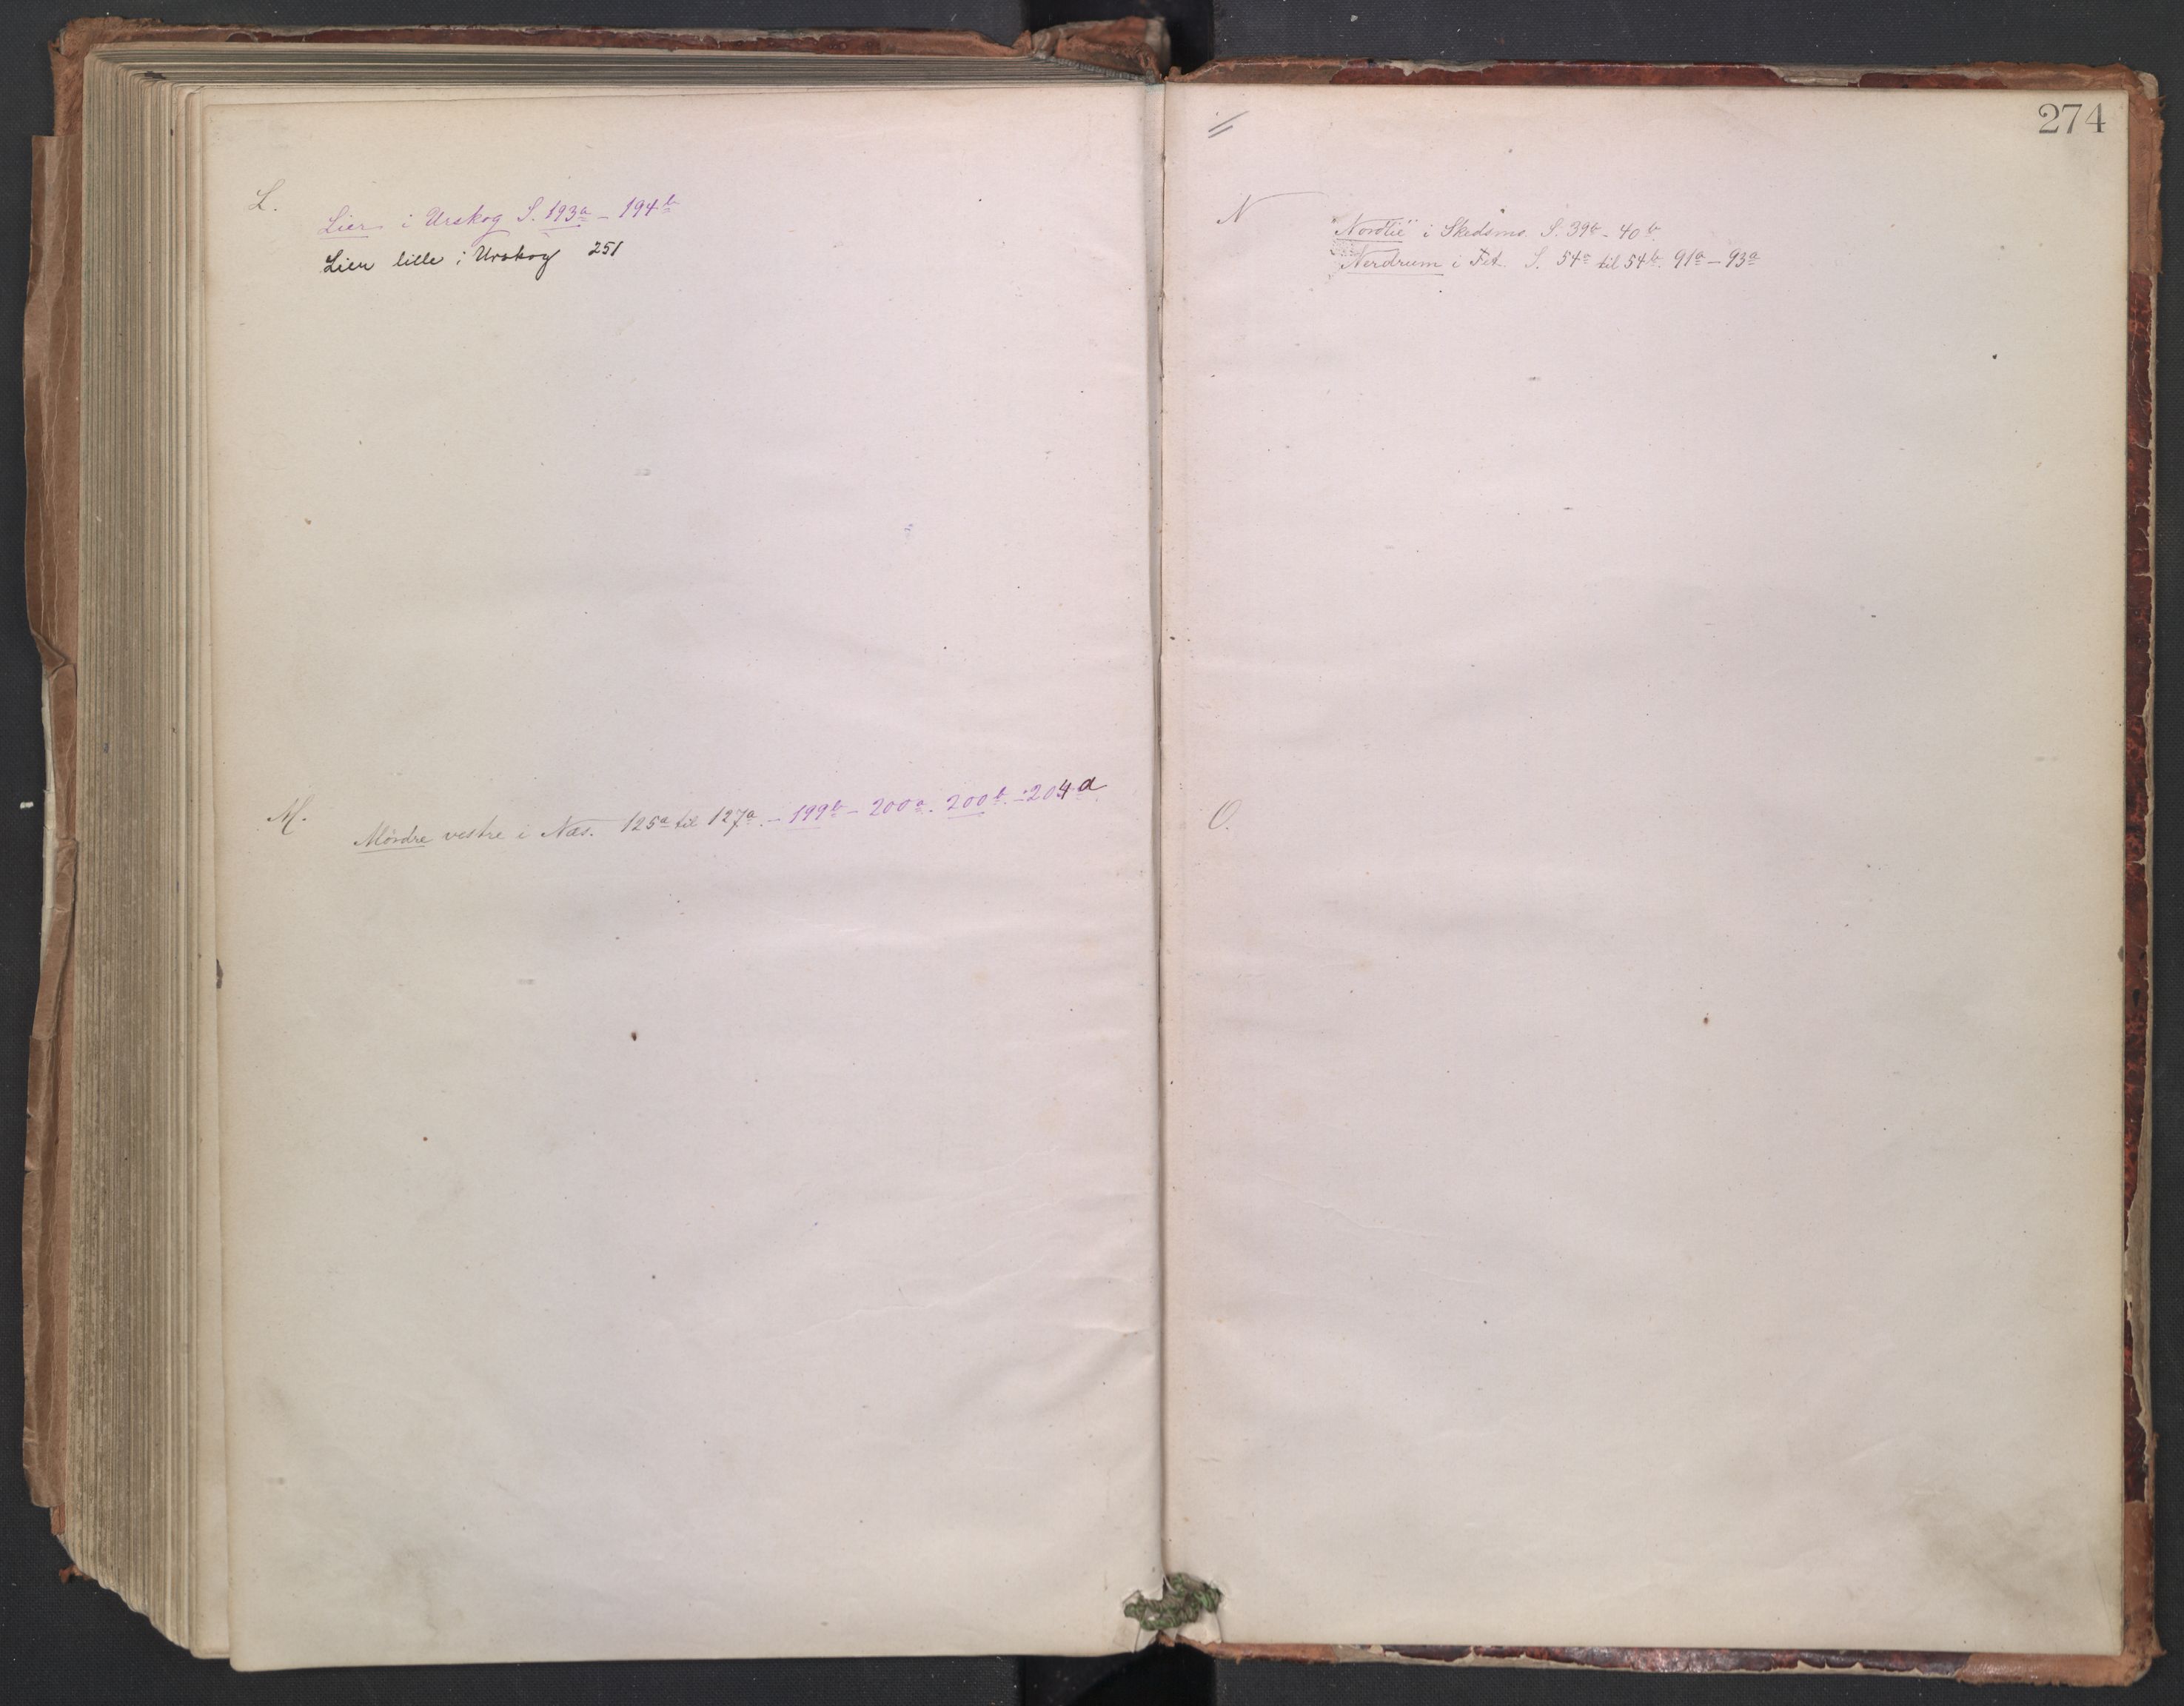 L.
Lier i Urskog S. 193a – 194b
Lier lille i Urskog 251
M.
Mördre vestre i Næs. 125a til 127a. – 199b – 200a. 200b. – 204a
274
N
Nordlie i Skedsmo. S. 39b – 40b.
Nerdrum i Fet. S. 54a til 54b. 91a – 93a
O.